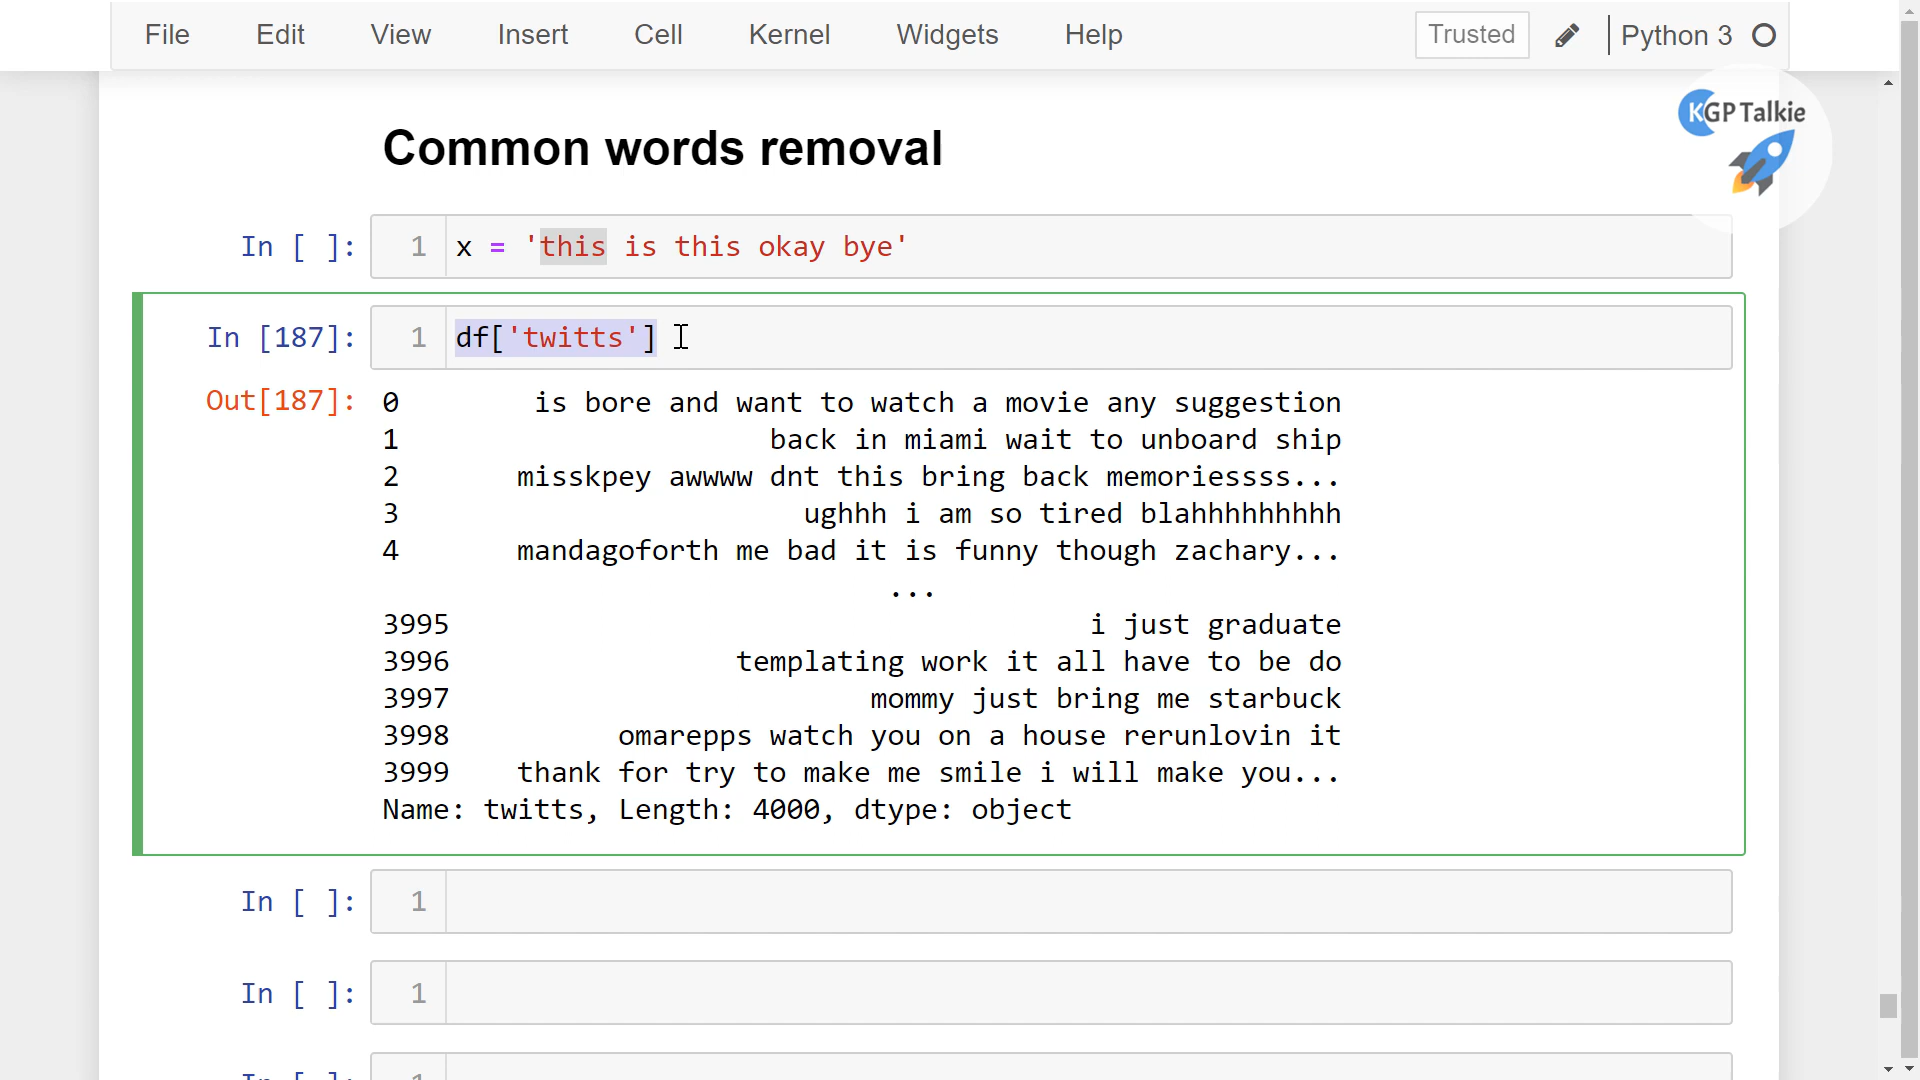 File Edit View Insert Cell Kernel Widgets Help Trusted Python 3
KGP Talkie
Common words removal
In [ ]: 1 x = 'this is this okay bye'
In [187]: 1 df['twitts']
Out[187]: 0 is bore and want to watch a movie any suggestion
1 back in miami wait to unboard ship
2 misskpey awwww dnt this bring back memoriessss...
3 ughhh i am so tired blahhhhhhhhh
4 mandagoforth me bad it is funny though zachary...
...
3995 i just graduate
3996 templating work it all have to be do
3997 mommy just bring me starbuck
3998 omarepps watch you on a house rerunlovin it
3999 thank for try to make me smile i will make you...
Name: twitts, Length: 4000, dtype: object
In [ ]: 1
In [ ]: 1
In [ ]: 1